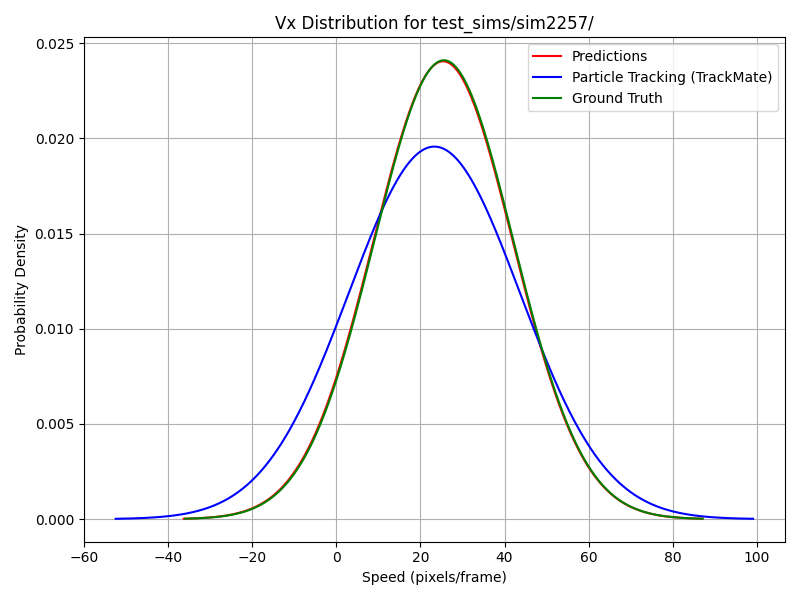 Vx Distribution for test_sims/sim2257/
Predictions
Particle Tracking (TrackMate)
Ground Truth
Probability Density
0.025
0.020
0.015
0.010
0.005
0.000
−60 −40 −20 0 20 40 60 80 100
Speed (pixels/frame)